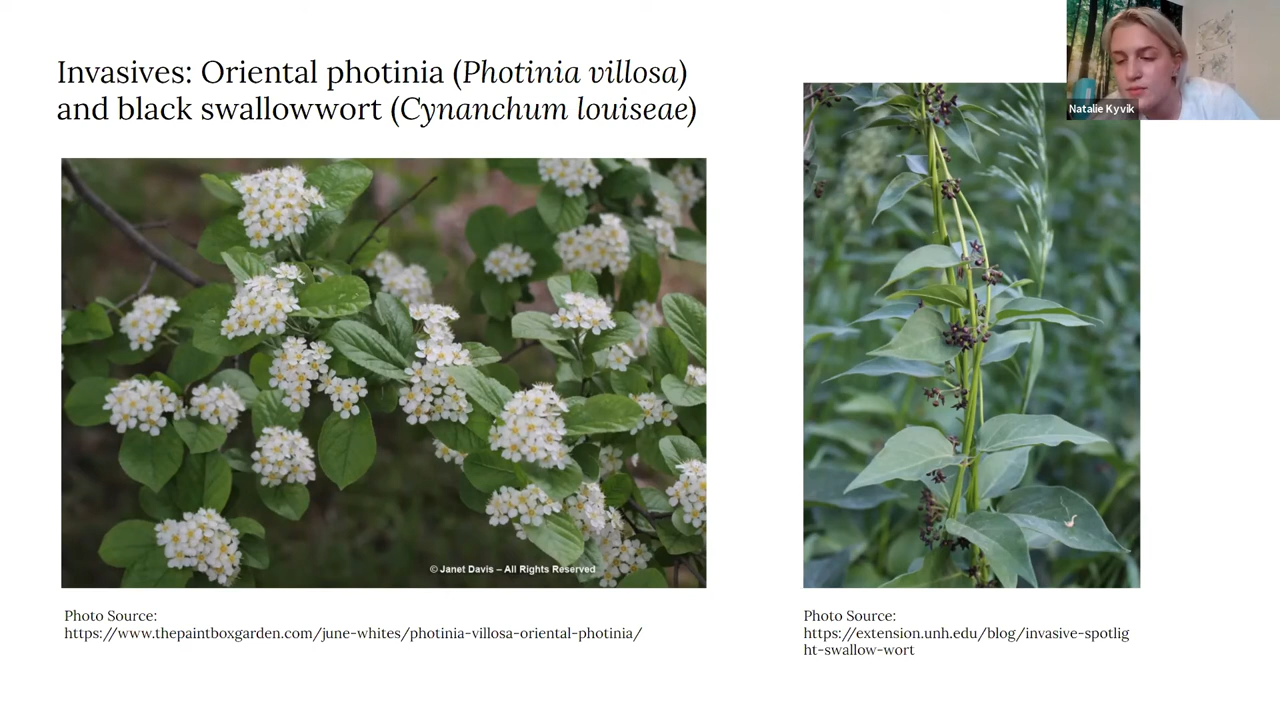 Invasives: Oriental photinia (Photinia villosa)
and black swallowwort (Cynanchum louiseae)
Natalie Kyvik
© Janet Davis – All Rights Reserved
Photo Source:
https://www.thepaintboxgarden.com/june-whites/photinia-villosa-oriental-photinia/
Photo Source:
https://extension.unh.edu/blog/invasive-spotlig
ht-swallow-wort